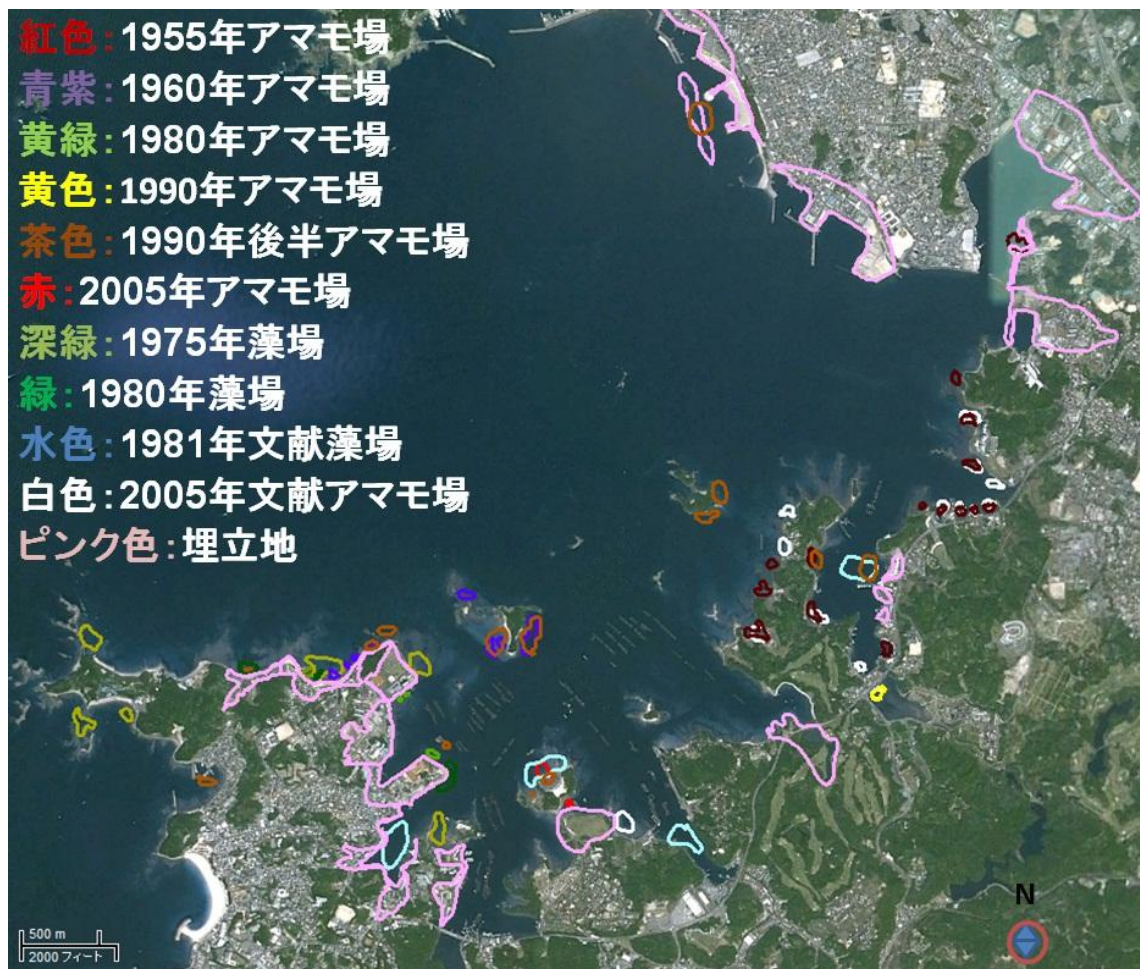 紅色：1955年アマモ場
青紫：1960年アマモ場
黄緑：1980年アマモ場
黄色：1990年アマモ場
茶色：1990年後半アマモ場
赤：2005年アマモ場
深緑：1975年藻場
緑：1980年藻場
水色：1981年文献藻場
白色：2005年文献アマモ場
ピンク色：埋立地
N
500 m
2000 フィート